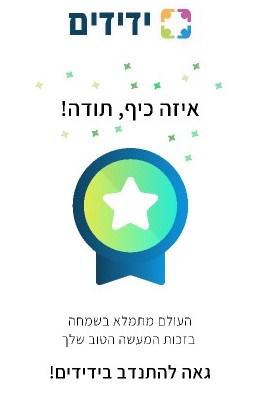 ידידים
איזה כיף, תודה!
העולם מתמלא בשמחה
בזכות המעשה הטוב שלך
גאה להתנדב בידידים!